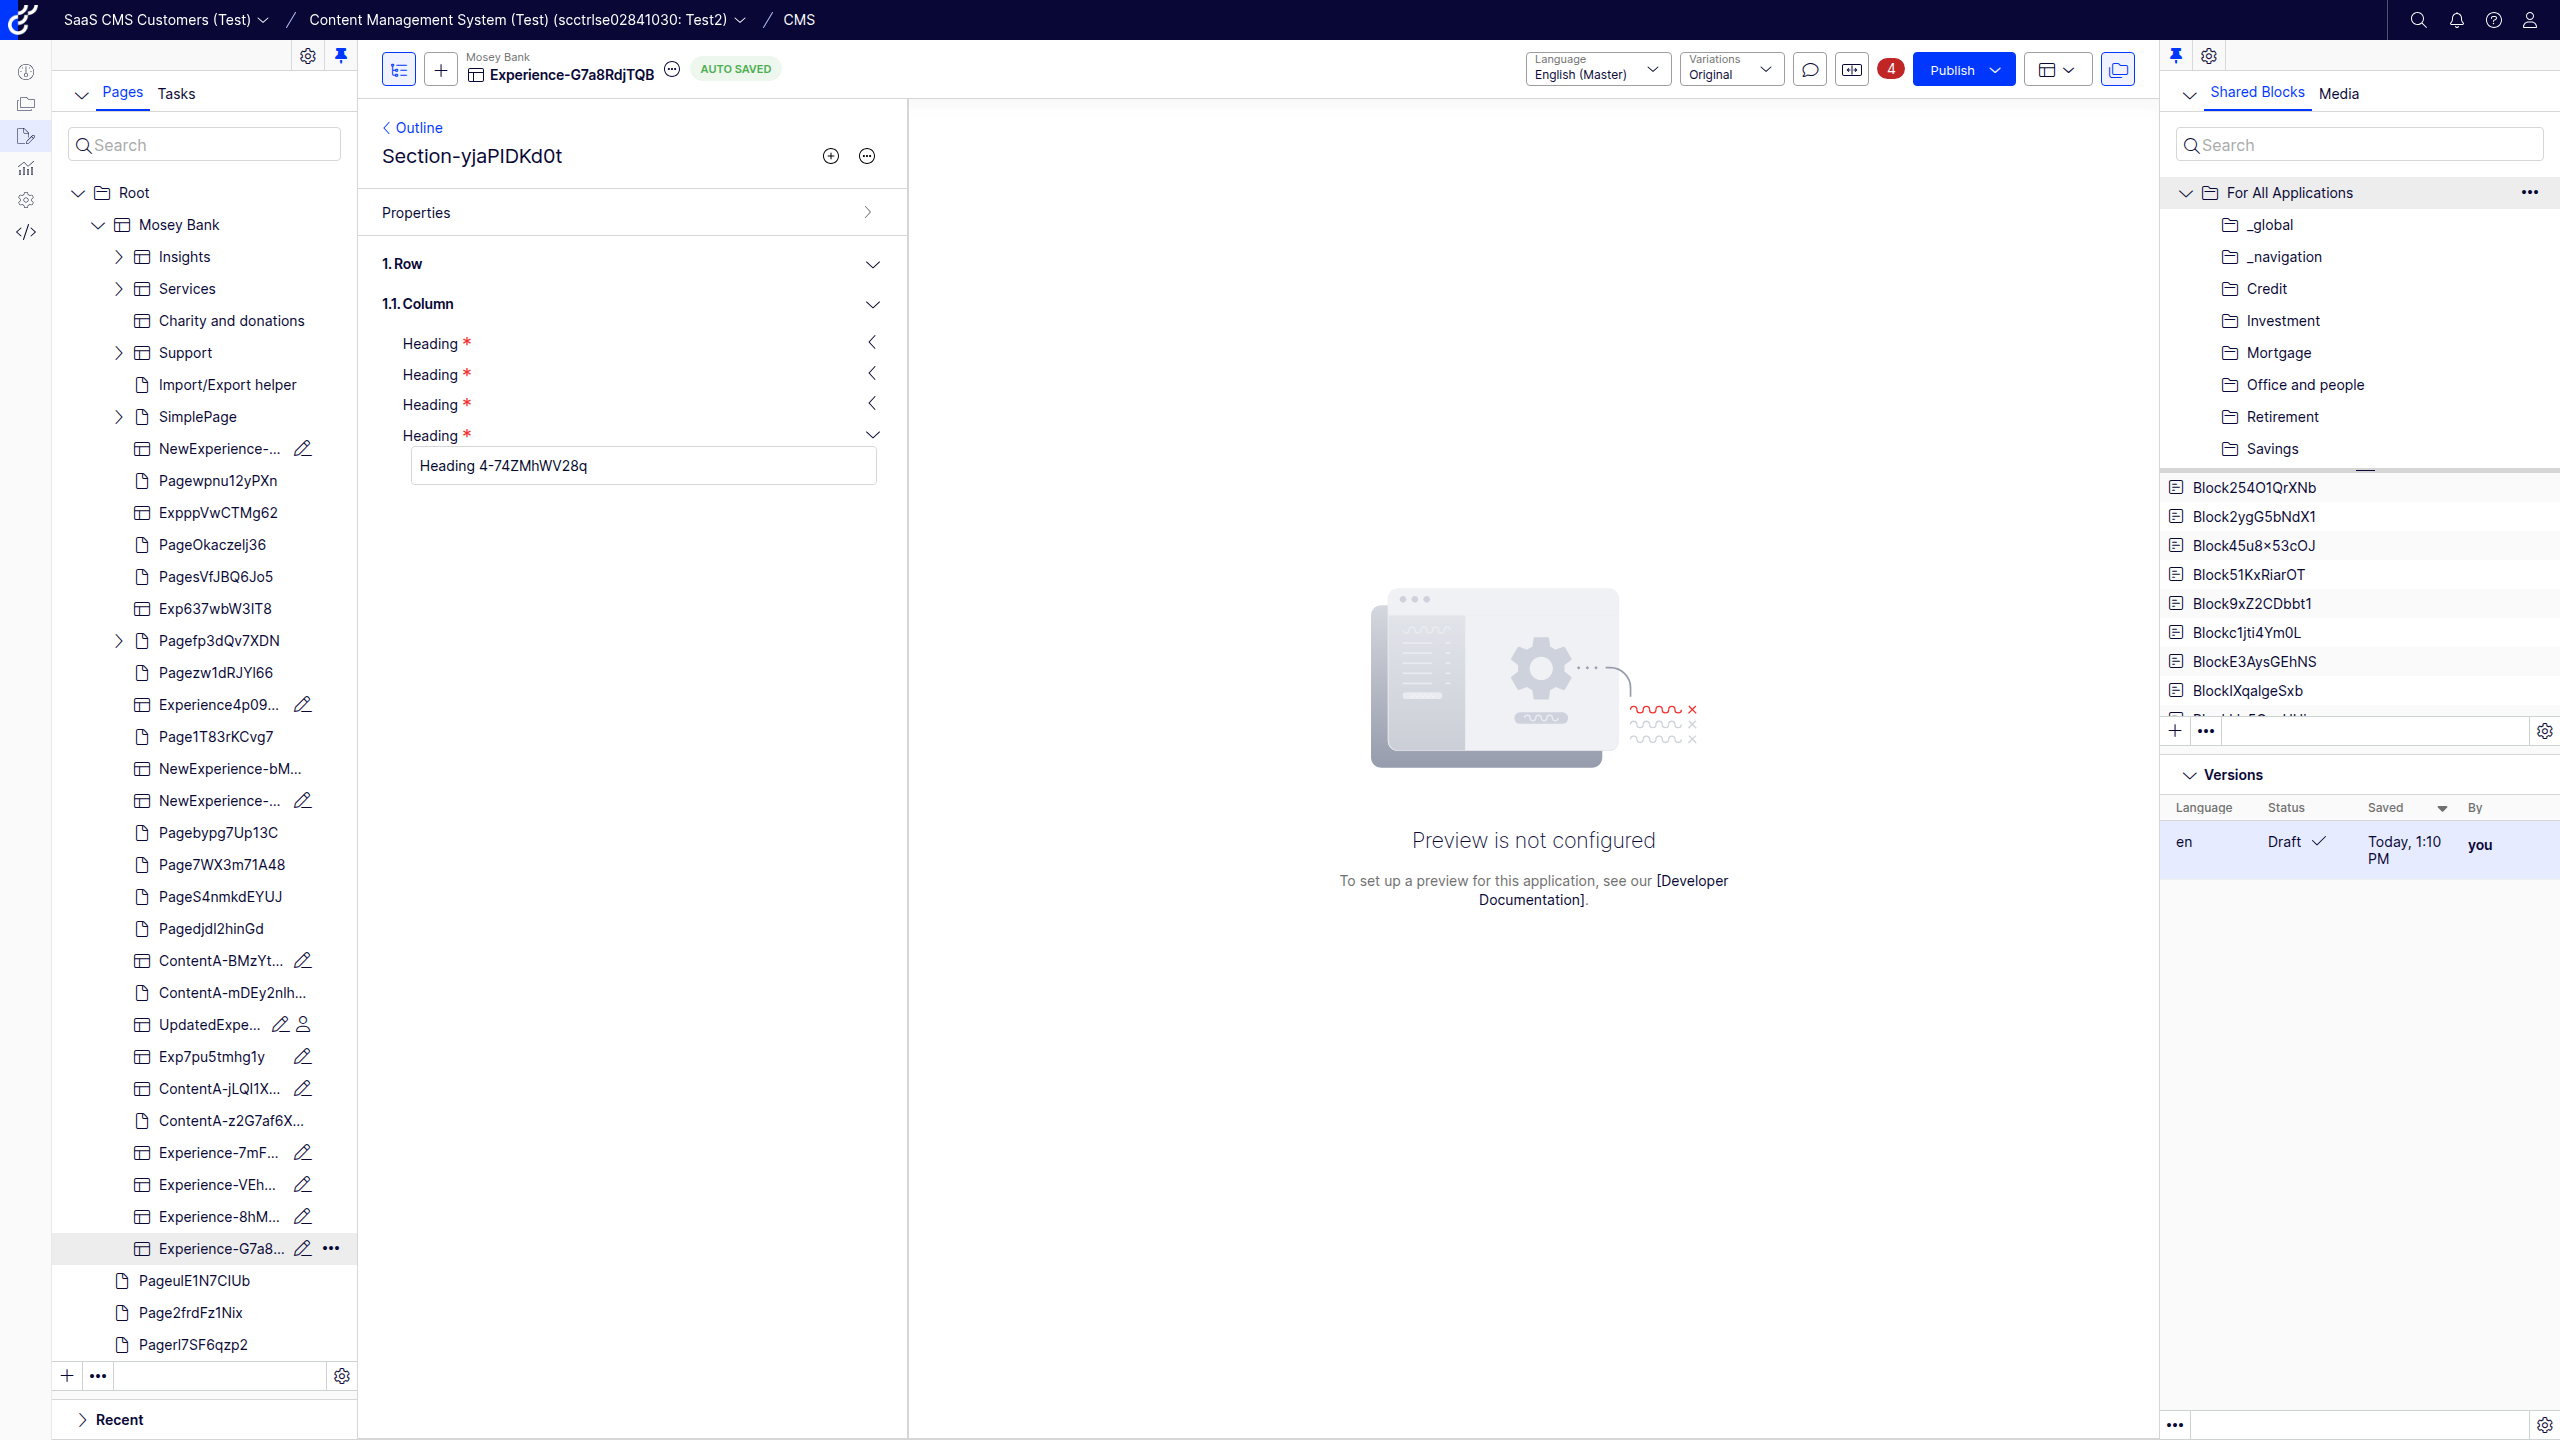 SaaS CMS Customers (Test) / Content Management System (Test) (scctrlse02841030: Test2) / CMS
Pages Tasks
Search
Root
Mosey Bank
Insights
Services
Charity and donations
Support
Import/Export helper
SimplePage
NewExperience-...
Pagewpnu12yPXn
ExpppVwCTMg62
PageOkaczelj36
PagesVfJBQ6Jo5
Exp637wbW3IT8
Pagefp3dQv7XDN
Pagezw1dRJYl66
Experience4p09...
Page1T83rKCvg7
NewExperience-bM...
NewExperience-...
Pagebypg7Up13C
Page7WX3m71A48
PageS4nmkdEYUJ
Pagedjdl2hinGd
ContentA-BMzYt...
ContentA-mDEy2nlh...
UpdatedExpe...
Exp7pu5tmhg1y
ContentA-jLQI1X...
ContentA-z2G7af6X...
Experience-7mF...
Experience-VEh...
Experience-8hM...
Experience-G7a8...
PageulE1N7CIUb
Page2frdFz1Nix
Pagerl7SF6qzp2
Recent
Mosey Bank
Experience-G7a8RdjTQB
AUTO SAVED
Language
English (Master)
Variations
Original
4
Publish
Outline
Section-yjaPIDKd0t
Properties
1. Row
1.1. Column
Heading *
Heading *
Heading *
Heading *
Heading 4-74ZMhWV28q
Preview is not configured
To set up a preview for this application, see our [Developer
Documentation].
Shared Blocks Media
Search
For All Applications
_global
_navigation
Credit
Investment
Mortgage
Office and people
Retirement
Savings
Block254O1QrXNb
Block2ygG5bNdX1
Block45u8×53cOJ
Block51KxRiarOT
Block9xZ2CDbbt1
Blockc1jti4Ym0L
BlockE3AysGEhNS
BlockIXqaIgeSxb
Versions
Language Status Saved By
en Draft Today, 1:10 you
PM